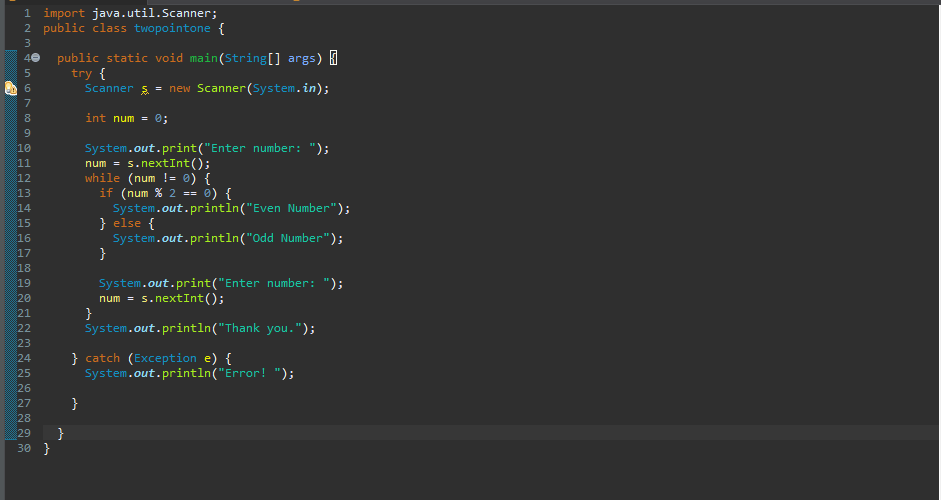 1 import java.util.Scanner;
2 public class twopointone {
3
4 public static void main(String[] args) {
5 try {
6 Scanner s = new Scanner(System.in);
7
8 int num = 0;
9
10 System.out.print("Enter number: ");
11 num = s.nextInt();
12 while (num != 0) {
13 if (num % 2 == 0) {
14 System.out.println("Even Number");
15 } else {
16 System.out.println("Odd Number");
17 }
18
19 System.out.print("Enter number: ");
20 num = s.nextInt();
21 }
22 System.out.println("Thank you.");
23
24 } catch (Exception e) {
25 System.out.println("Error! ");
26
27 }
28
29 }
30 }